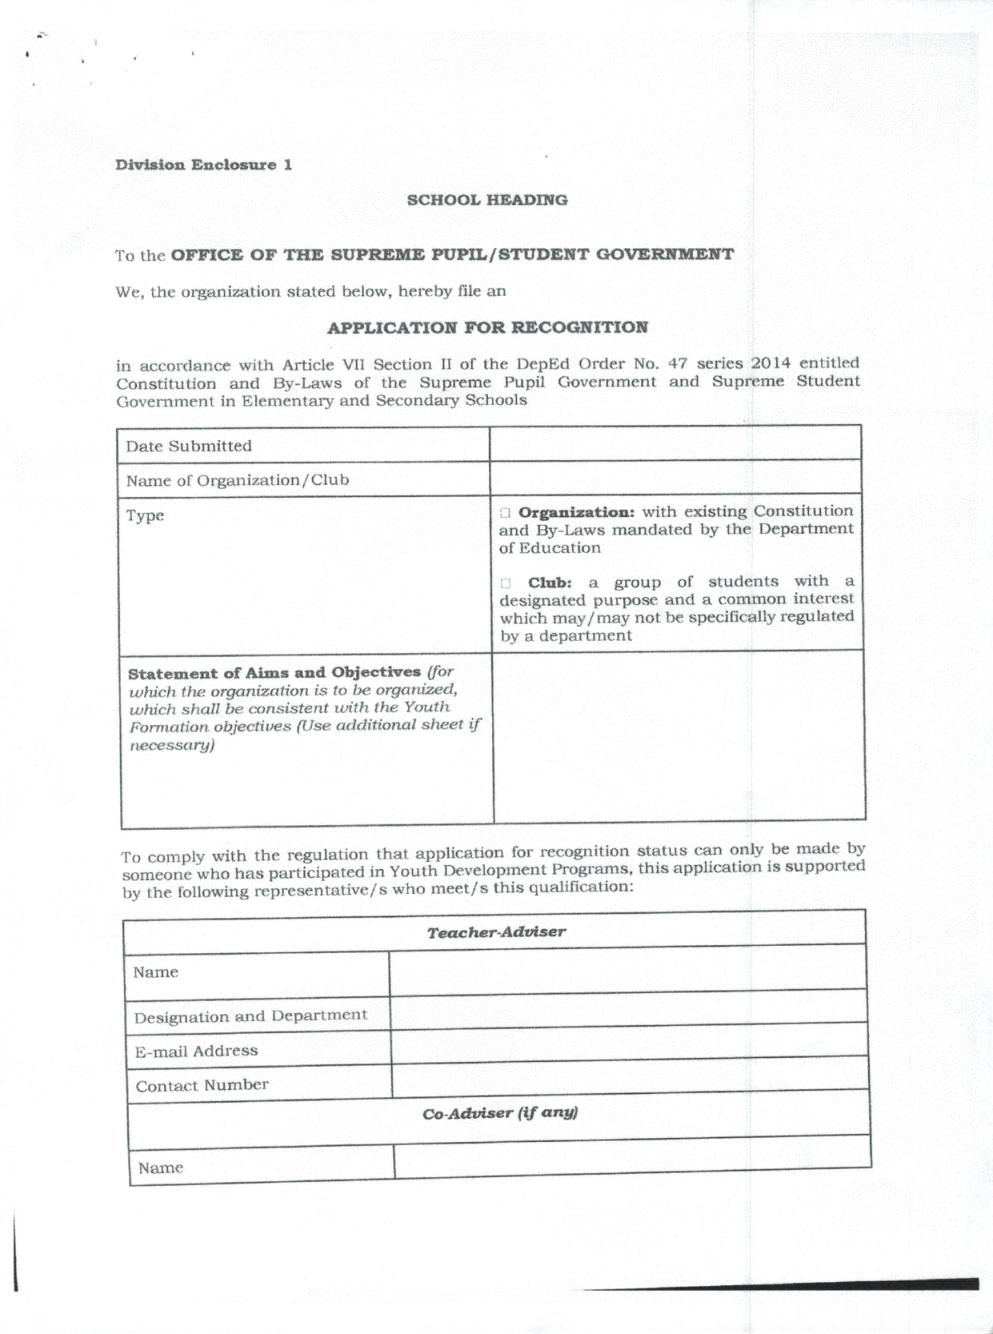 Division Enclosure 1
SCHOOL HEADING
To the OFFICE OF THE SUPREME PUPIL/STUDENT GOVERNMENT
We, the organization stated below, hereby file an
APPLICATION FOR RECOGNITION
in accordance with Article VII Section II of the DepEd Order No. 47 series 2014 entitled
Constitution and By-Laws of the Supreme Pupil Government and Supreme Student
Government in Elementary and Secondary Schools
Date Submitted
Name of Organization/Club
Type
☐ Organization: with existing Constitution
and By-Laws mandated by the Department
of Education
☐ Club: a group of students with a
designated purpose and a common interest
which may/may not be specifically regulated
by a department
Statement of Aims and Objectives (for
which the organization is to be organized,
which shall be consistent with the Youth
Formation objectives (Use additional sheet if
necessary)
To comply with the regulation that application for recognition status can only be made by
someone who has participated in Youth Development Programs, this application is supported
by the following representative/s who meet/s this qualification:
Teacher-Adviser
Name
Designation and Department
E-mail Address
Contact Number
Co-Adviser (if any)
Name